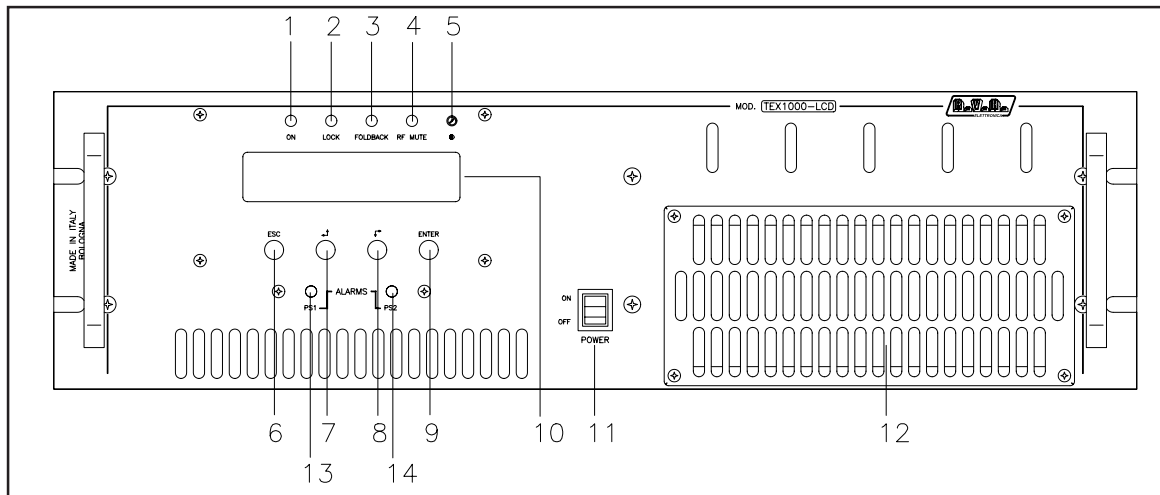 1 2 3 4 5
MOD. TEX1000-LCD
R.V.R.
ELETTRONICA
ON LOCK FOLDBACK RF MUTE
MADE IN ITALY
BOLOGNA
ESC ENTER
ALARMS
PS1 PS2
ON
OFF
POWER
6 7 8 9 10 11 12
13 14